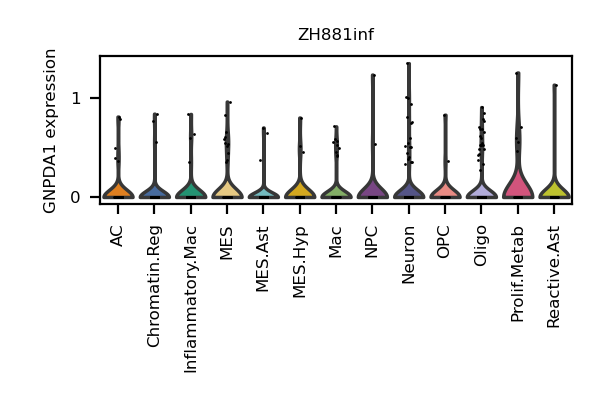 ZH881inf
GNPDA1 expression
1
0
AC
Chromatin.Reg
Inflammatory.Mac
MES
MES.Ast
MES.Hyp
Mac
NPC
Neuron
OPC
Oligo
Prolif.Metab
Reactive.Ast